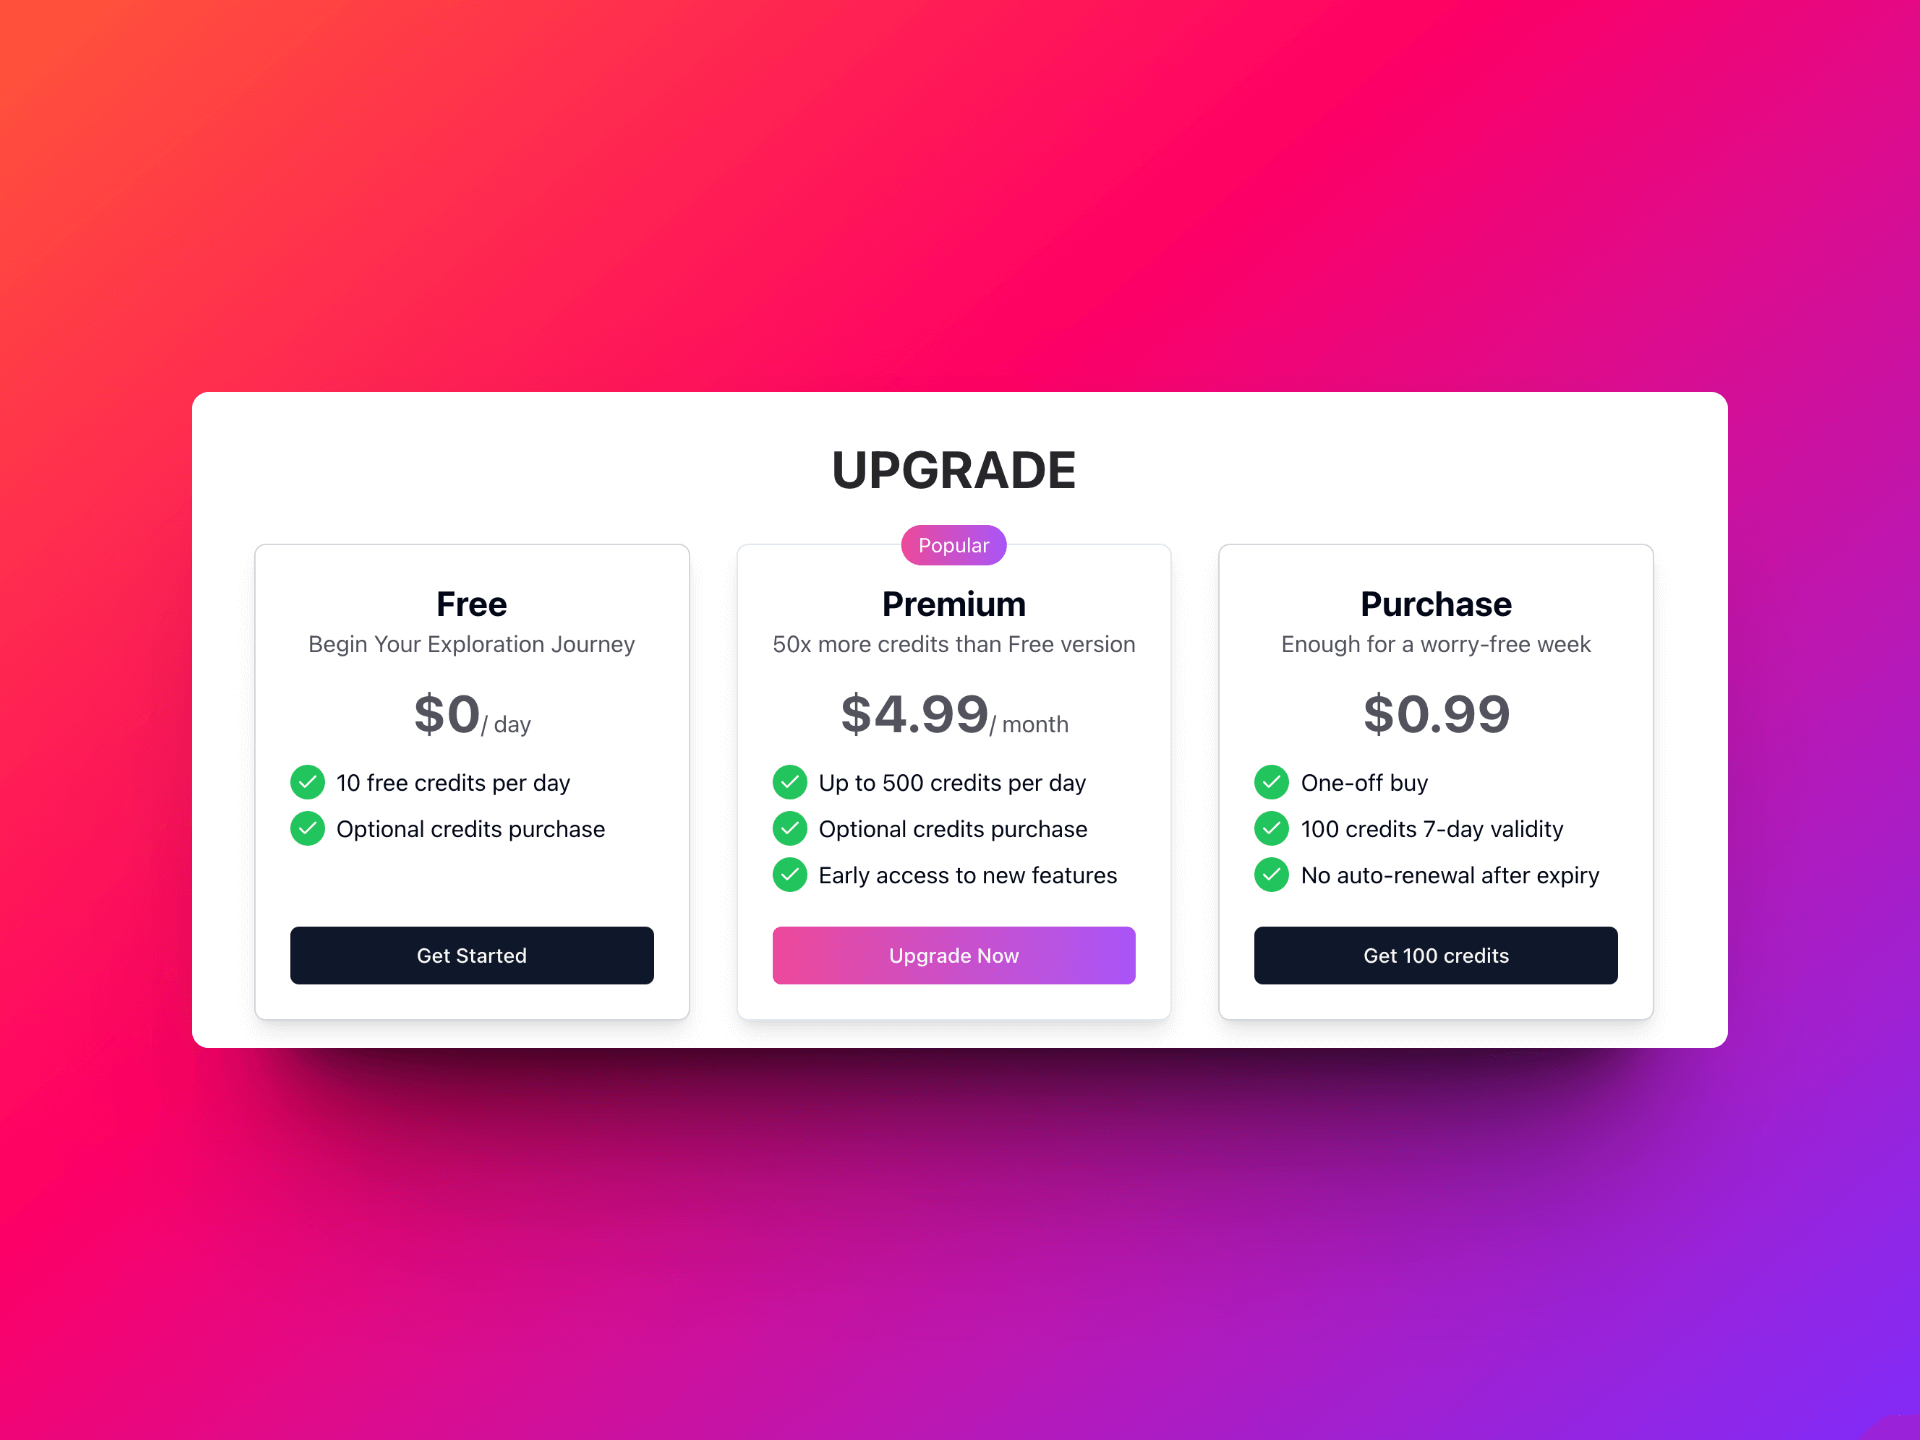 UPGRADE
Free
Begin Your Exploration Journey
$0/ day
10 free credits per day
Optional credits purchase
Get Started
Popular
Premium
50x more credits than Free version
$4.99/ month
Up to 500 credits per day
Optional credits purchase
Early access to new features
Upgrade Now
Purchase
Enough for a worry-free week
$0.99
One-off buy
100 credits 7-day validity
No auto-renewal after expiry
Get 100 credits